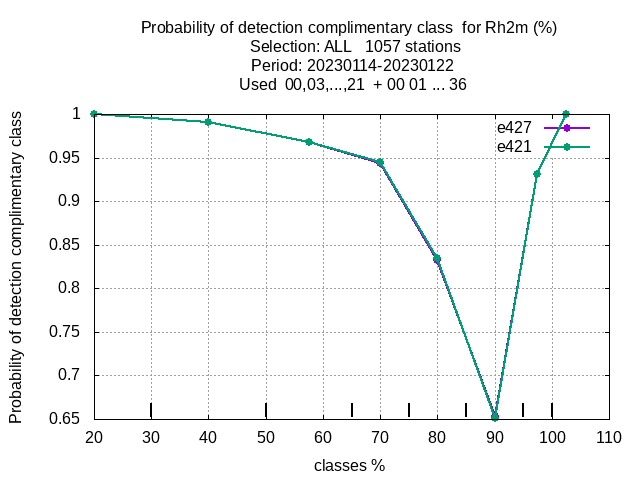 Probability of detection complimentary class  for Rh2m (%)
Selection: ALL   1057 stations
Period: 20230114-20230122
Used  00,03,...,21  + 00 01 ... 36
Probability of detection complimentary class
1
0.95
0.9
0.85
0.8
0.75
0.7
0.65
e427
e421
20 30 40 50 60 70 80 90 100 110
classes %